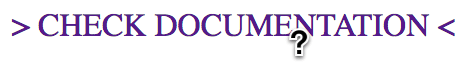 > CHECK DOCUMENTATION <
?